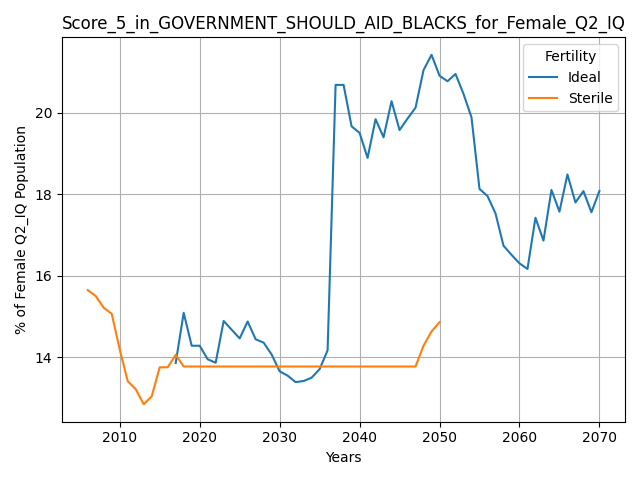 Score_5_in_GOVERNMENT_SHOULD_AID_BLACKS_for_Female_Q2_IQ
Fertility
Ideal
Sterile
% of Female Q2_IQ Population
20
18
16
14
2010 2020 2030 2040 2050 2060 2070
Years